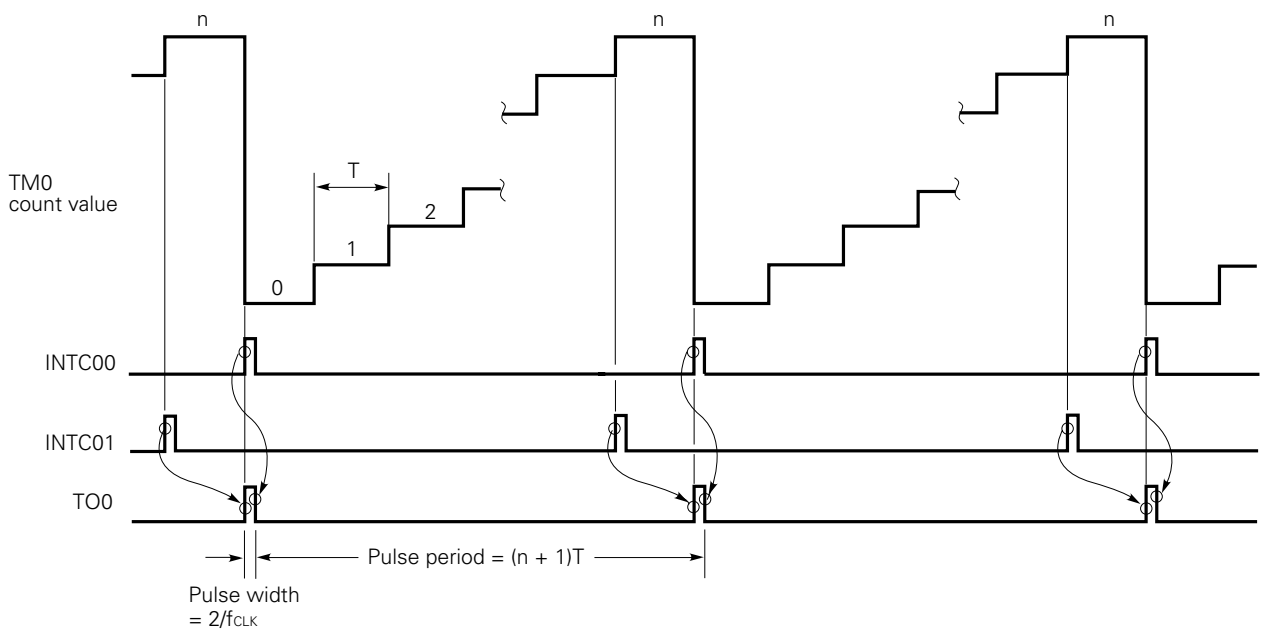 n
n
n
TM0
count value
T
0
1
2
INTC00
INTC01
TO0
Pulse period = (n + 1)T
Pulse width
= 2/fCLK